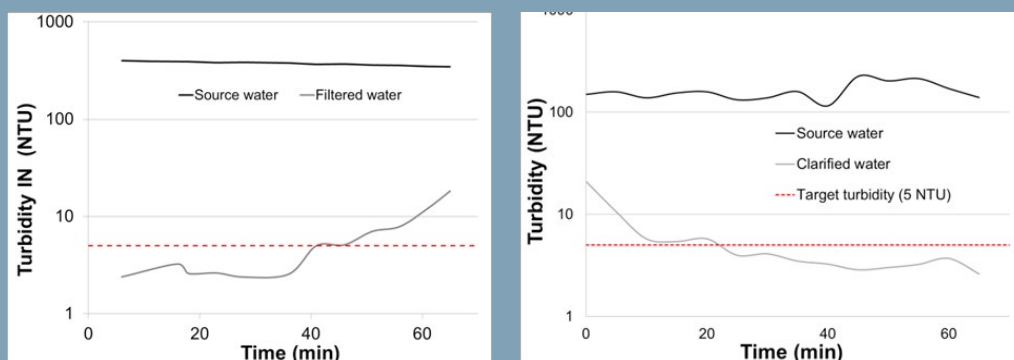 1000
100
10
1
Turbidity IN (NTU)
Source water Filtered water
0 20 40 60
Time (min)
1000
100
10
1
Turbidity (NTU)
Source water
Clarified water
Target turbidity (5 NTU)
0 20 40 60
Time (min)